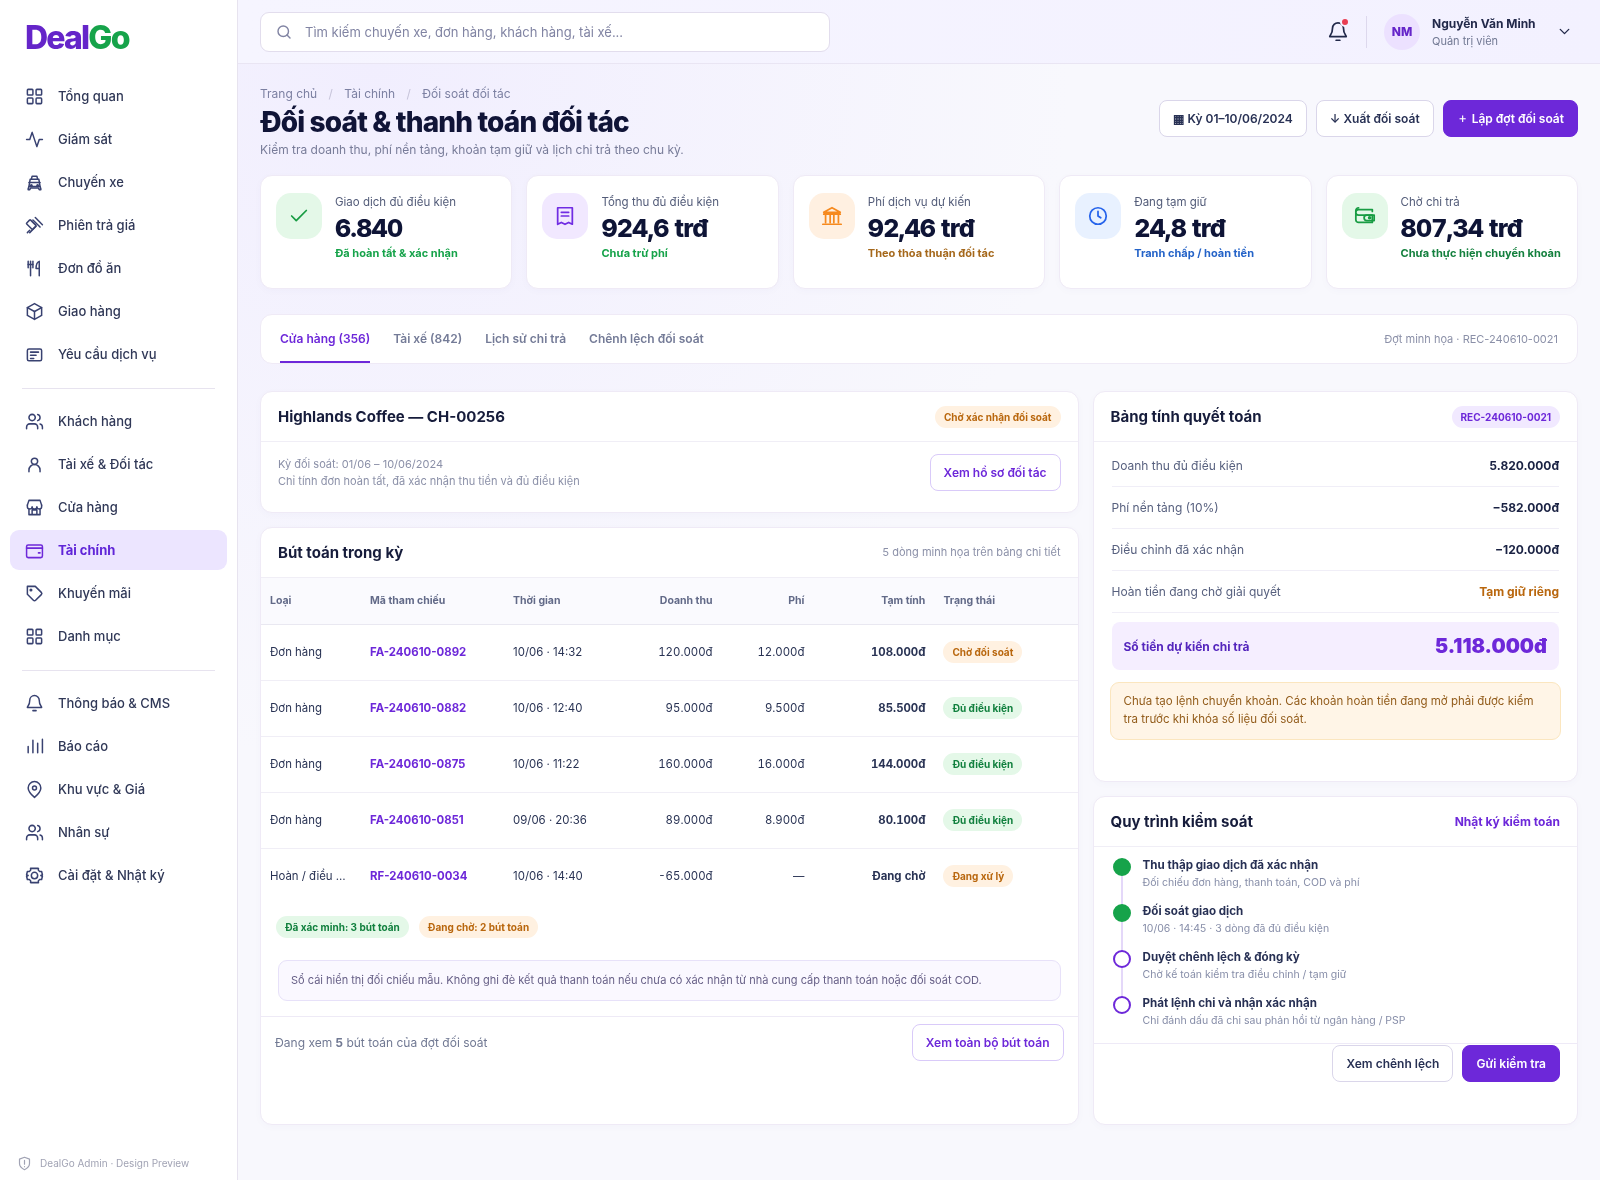 DealGo
Tìm kiếm chuyến xe, đơn hàng, khách hàng, tài xế...
NM
Nguyễn Văn Minh
Quản trị viên
Tổng quan
Giám sát
Chuyến xe
Phiên trả giá
Đơn đồ ăn
Giao hàng
Yêu cầu dịch vụ
Khách hàng
Tài xế & Đối tác
Cửa hàng
Tài chính
Khuyến mãi
Danh mục
Thông báo & CMS
Báo cáo
Khu vực & Giá
Nhân sự
Cài đặt & Nhật ký
DealGo Admin · Design Preview
Trang chủ / Tài chính / Đối soát đối tác
Đối soát & thanh toán đối tác
Kiểm tra doanh thu, phí nền tảng, khoản tạm giữ và lịch chi trả theo chu kỳ.
▦ Kỳ 01–10/06/2024
↓ Xuất đối soát
+ Lập đợt đối soát
Giao dịch đủ điều kiện
6.840
Đã hoàn tất & xác nhận
Tổng thu đủ điều kiện
924,6 trđ
Chưa trừ phí
Phí dịch vụ dự kiến
92,46 trđ
Theo thỏa thuận đối tác
Đang tạm giữ
24,8 trđ
Tranh chấp / hoàn tiền
Chờ chi trả
807,34 trđ
Chưa thực hiện chuyển khoản
Cửa hàng (356)
Tài xế (842)
Lịch sử chi trả
Chênh lệch đối soát
Đợt minh họa · REC-240610-0021
Highlands Coffee — CH-00256
Chờ xác nhận đối soát
Kỳ đối soát: 01/06 – 10/06/2024
Chỉ tính đơn hoàn tất, đã xác nhận thu tiền và đủ điều kiện
Xem hồ sơ đối tác
Bút toán trong kỳ
5 dòng minh họa trên bảng chi tiết
Loại Mã tham chiếu Thời gian Doanh thu Phí Tạm tính Trạng thái
Đơn hàng FA-240610-0892 10/06 · 14:32 120.000đ 12.000đ 108.000đ Chờ đối soát
Đơn hàng FA-240610-0882 10/06 · 12:40 95.000đ 9.500đ 85.500đ Đủ điều kiện
Đơn hàng FA-240610-0875 10/06 · 11:22 160.000đ 16.000đ 144.000đ Đủ điều kiện
Đơn hàng FA-240610-0851 09/06 · 20:36 89.000đ 8.900đ 80.100đ Đủ điều kiện
Hoàn / điều ... RF-240610-0034 10/06 · 14:40 -65.000đ — Đang chờ Đang xử lý
Đã xác minh: 3 bút toán
Đang chờ: 2 bút toán
Sổ cái hiển thị đối chiếu mẫu. Không ghi đè kết quả thanh toán nếu chưa có xác nhận từ nhà cung cấp thanh toán hoặc đối soát COD.
Đang xem 5 bút toán của đợt đối soát
Xem toàn bộ bút toán
Bảng tính quyết toán
REC-240610-0021
Doanh thu đủ điều kiện 5.820.000đ
Phí nền tảng (10%) −582.000đ
Điều chỉnh đã xác nhận −120.000đ
Hoàn tiền đang chờ giải quyết Tạm giữ riêng
Số tiền dự kiến chi trả 5.118.000đ
Chưa tạo lệnh chuyển khoản. Các khoản hoàn tiền đang mở phải được kiểm
tra trước khi khóa số liệu đối soát.
Quy trình kiểm soát
Nhật ký kiểm toán
Thu thập giao dịch đã xác nhận
Đối chiếu đơn hàng, thanh toán, COD và phí
Đối soát giao dịch
10/06 · 14:45 · 3 dòng đã đủ điều kiện
Duyệt chênh lệch & đóng kỳ
Chờ kế toán kiểm tra điều chỉnh / tạm giữ
Phát lệnh chi và nhận xác nhận
Chỉ đánh dấu đã chi sau phản hồi từ ngân hàng / PSP
Xem chênh lệch
Gửi kiểm tra